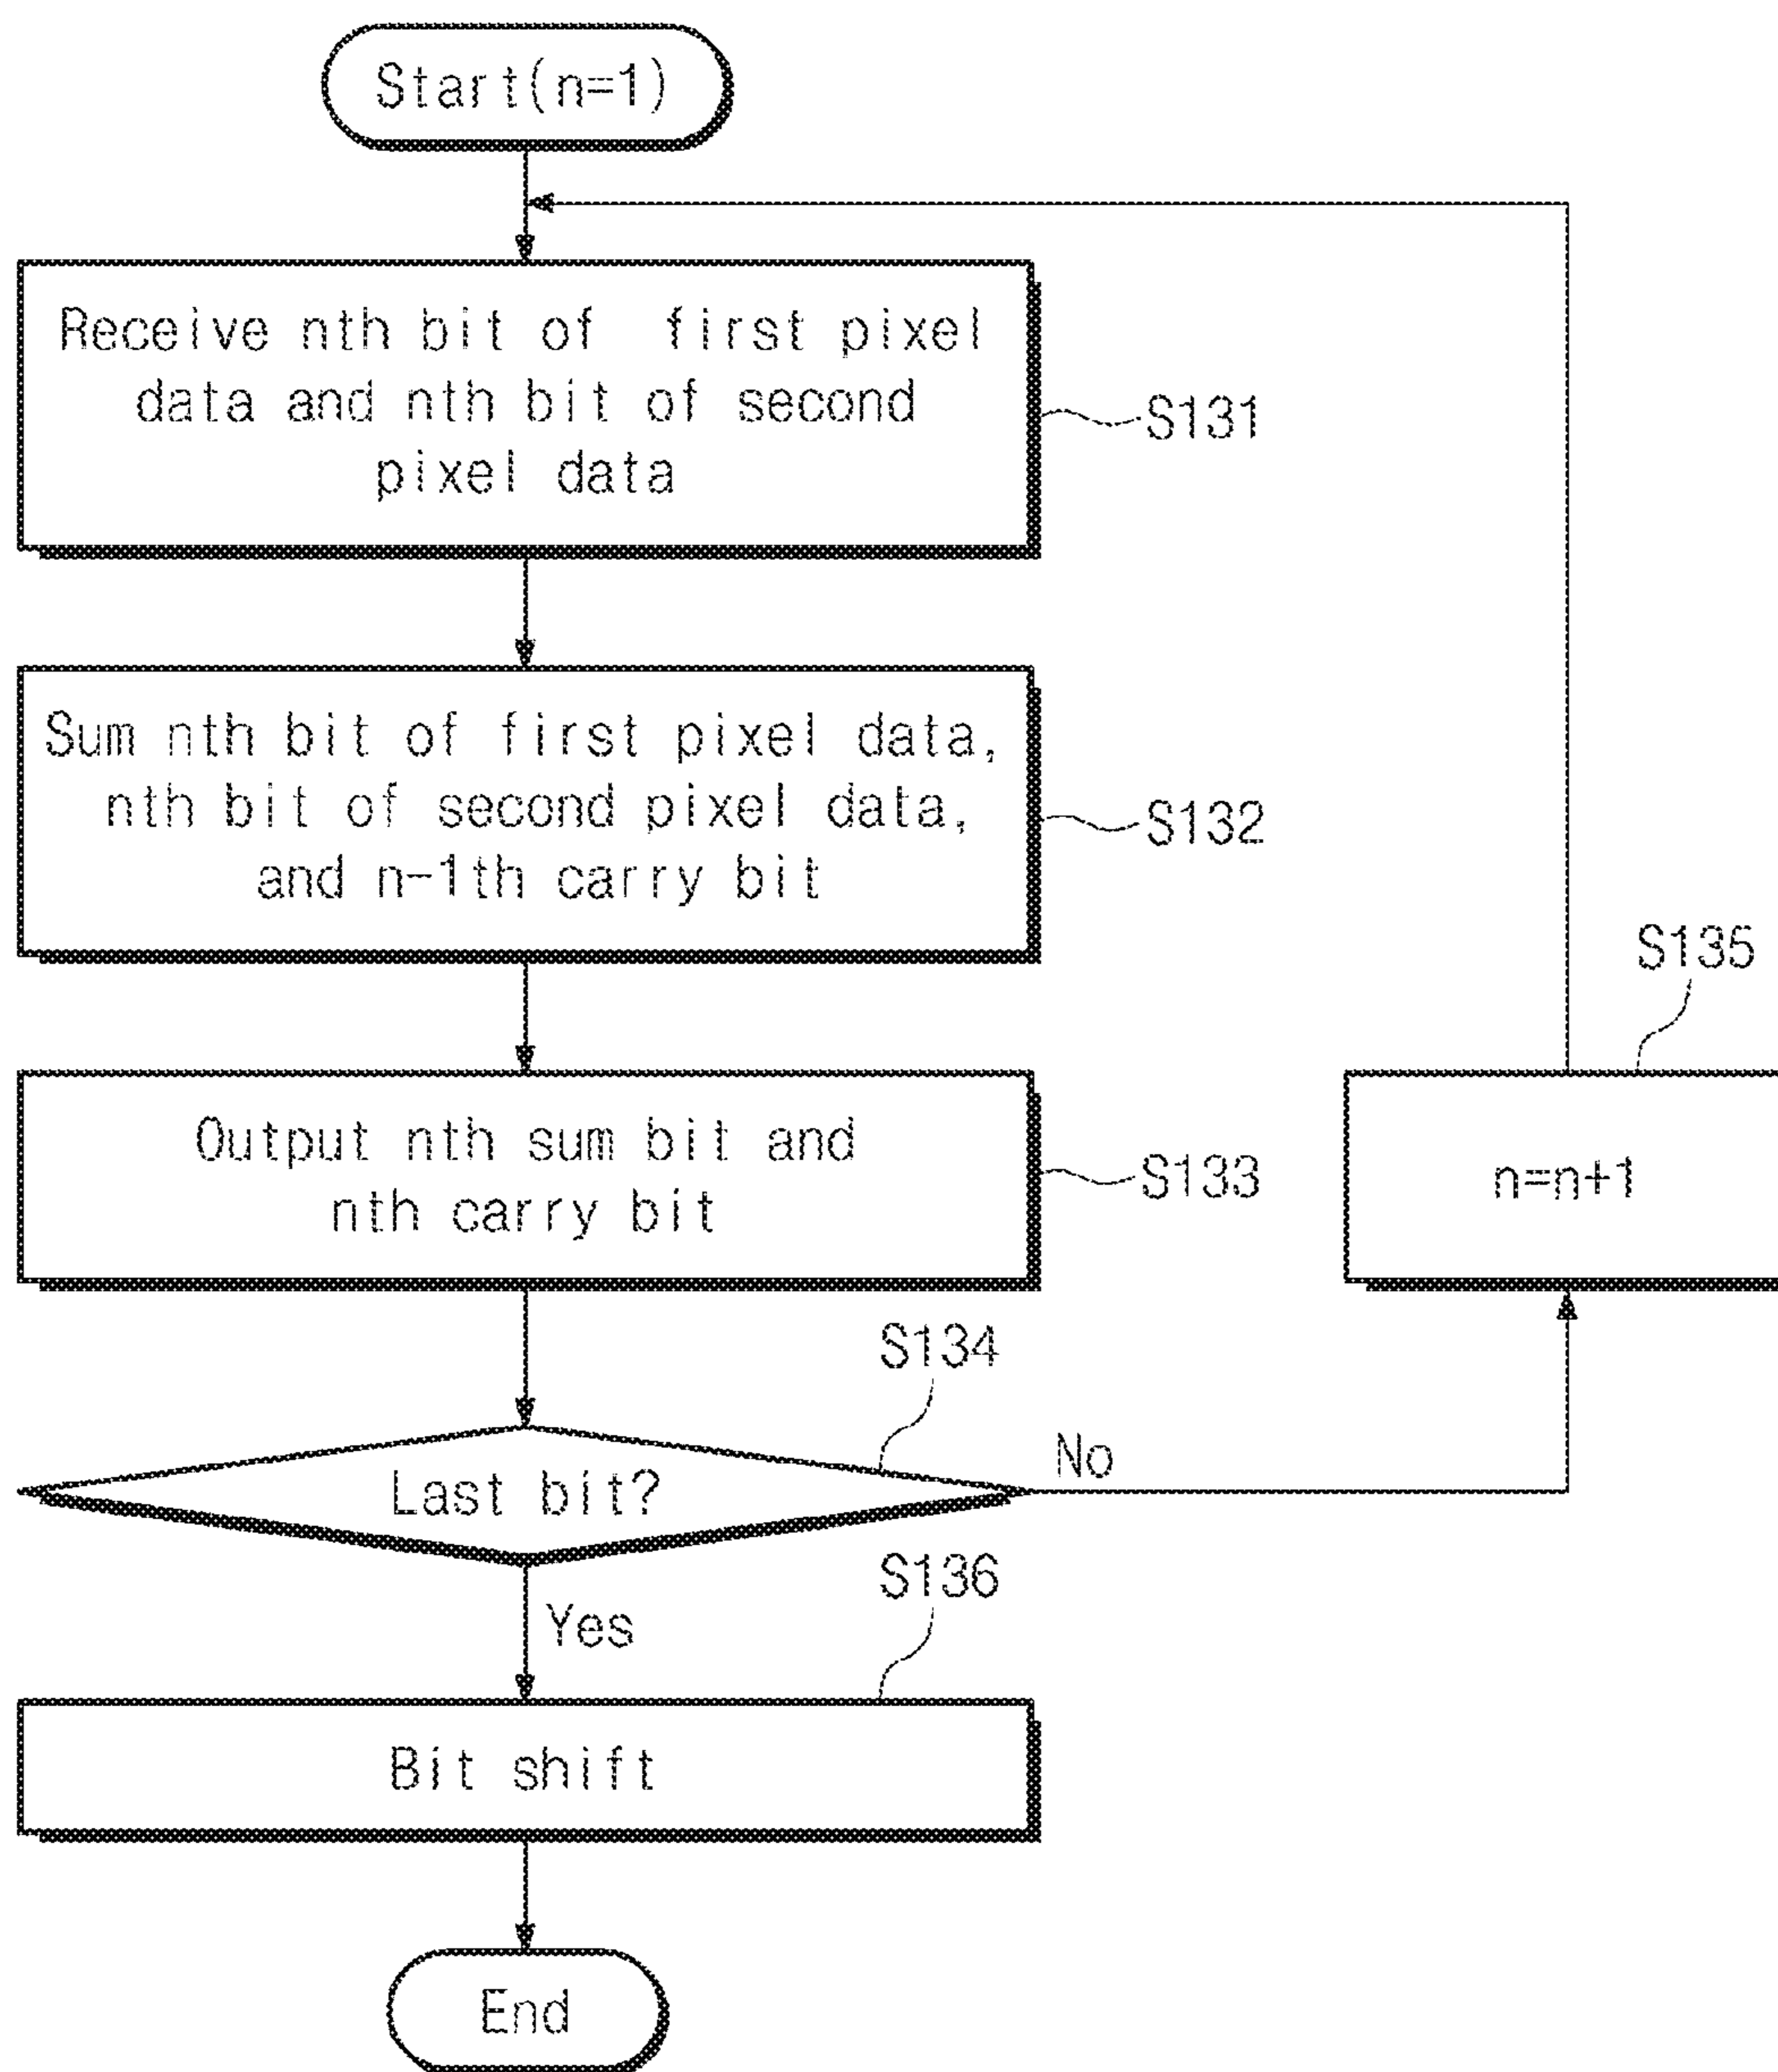 Start(n=1)
Receive nth bit of first pixel
data and nth bit of second
pixel data
S131
Sum nth bit of first pixel data,
nth bit of second pixel data,
and n-1th carry bit
S132
S135
Output nth sum bit and
nth carry bit
S133
n=n+1
S134
Last bit?
No
Yes
S136
Bit shift
End